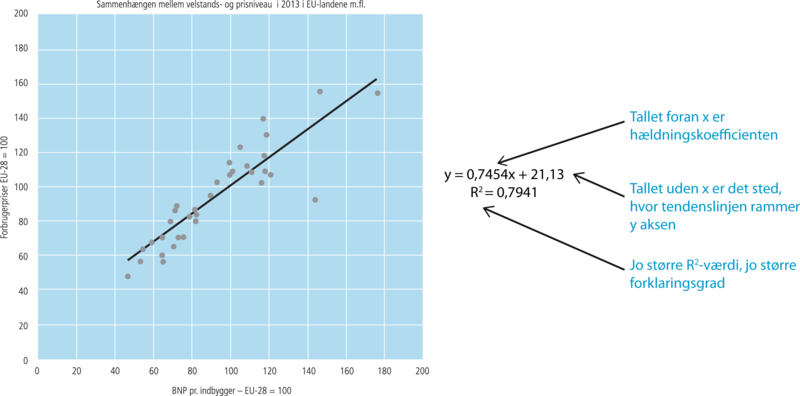 Sammenhængen mellem velstands- og prisniveau i 2013 i EU-landene m.fl.
Forbrugerpriser EU-28 = 100
200
180
160
140
120
100
80
60
40
20
0
0 20 40 60 80 100 120 140 160 180 200
BNP pr. indbygger – EU-28 = 100
y = 0,7454x + 21,13
R² = 0,7941
Tallet foran x er
hældningskoefficienten
Tallet uden x er det sted,
hvor tendenslinjen rammer
y aksen
Jo større R²-værdi, jo større
forklaringsgrad